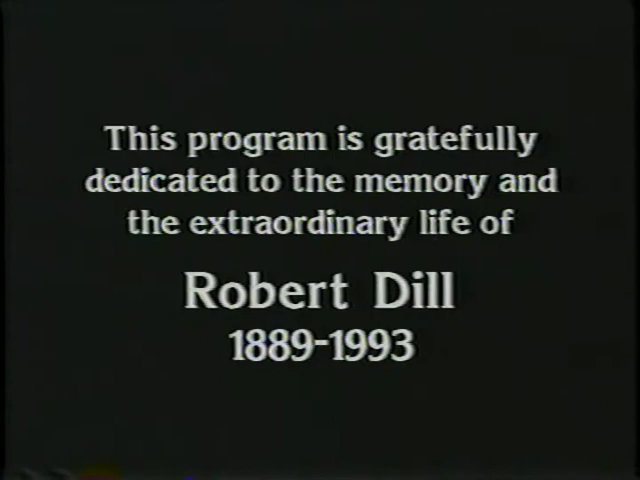 This program is gratefully
dedicated to the memory and
the extraordinary life of
Robert Dill
1889-1993